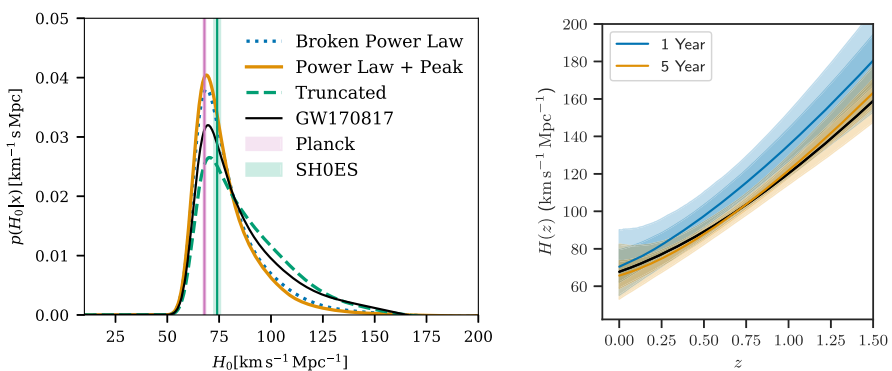 0.05
0.04
0.03
0.02
0.01
0.00
p(H₀|x) [km⁻¹ s Mpc]
Broken Power Law
Power Law + Peak
Truncated
GW170817
Planck
SH0ES
25 50 75 100 125 150 175 200
H₀[km s⁻¹ Mpc⁻¹]
200
180
160
140
120
100
80
60
H(z) (km s⁻¹ Mpc⁻¹)
1 Year
5 Year
0.00 0.25 0.50 0.75 1.00 1.25 1.50
z